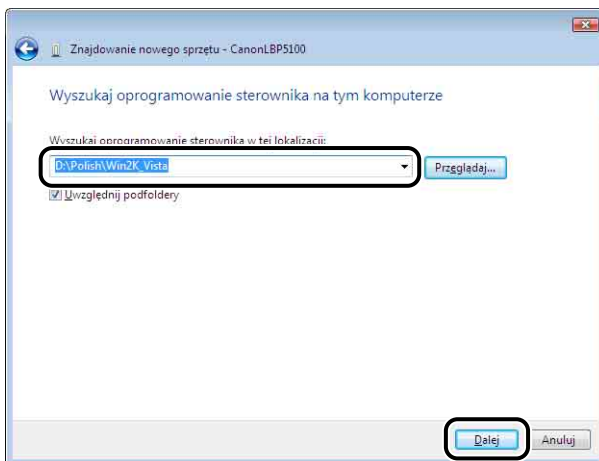 Znajdowanie nowego sprzętu - CanonLBP5100
Wyszukaj oprogramowanie sterownika na tym komputerze
Wyszukaj oprogramowanie sterownika w tej lokalizacji:
D:\Polish\Win2K_Vista Przeglądaj...
Uwzględnij podfoldery
Dalej Anuluj